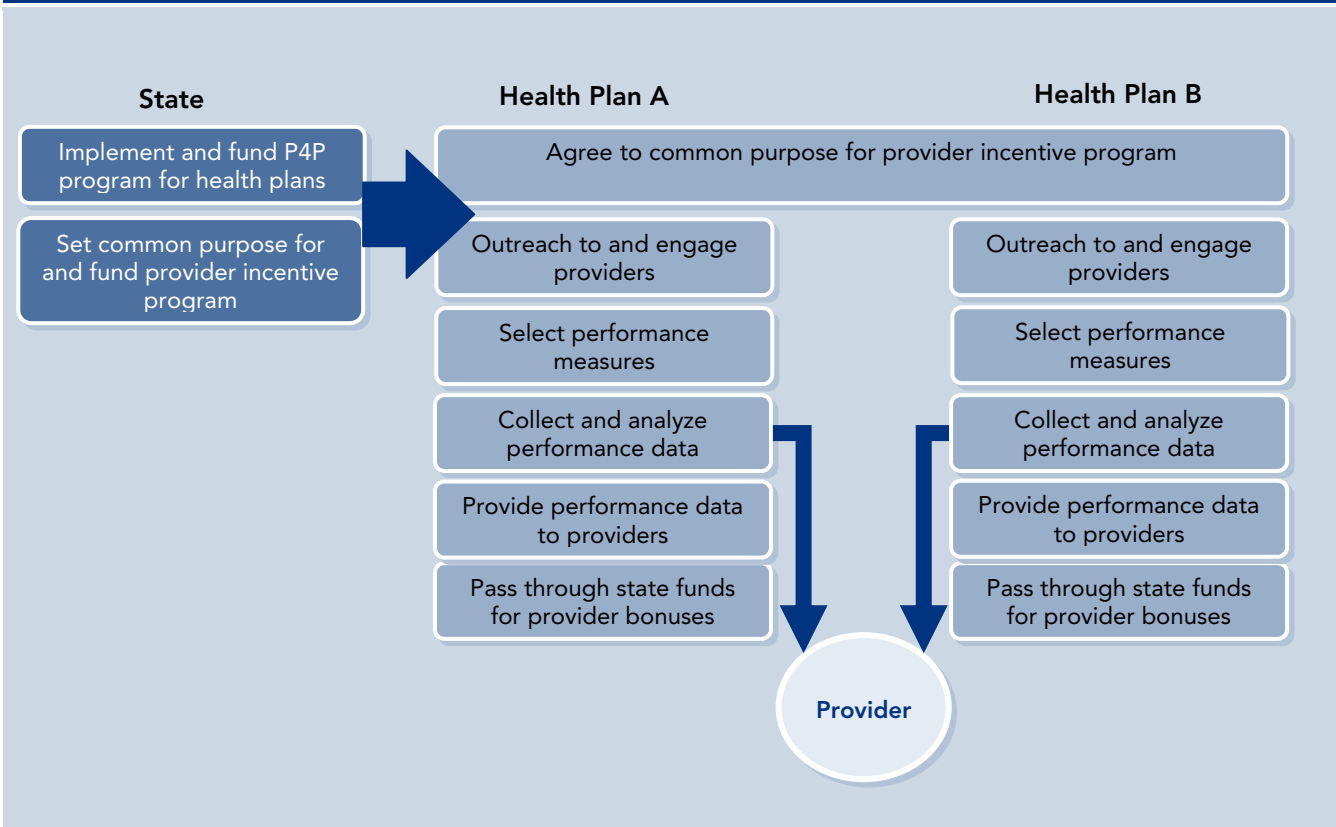 State
Health Plan A
Health Plan B
Implement and fund P4P
program for health plans
Set common purpose for
and fund provider incentive
program
Agree to common purpose for provider incentive program
Outreach to and engage
providers
Select performance
measures
Collect and analyze
performance data
Provide performance data
to providers
Pass through state funds
for provider bonuses
Outreach to and engage
providers
Select performance
measures
Collect and analyze
performance data
Provide performance data
to providers
Pass through state funds
for provider bonuses
Provider